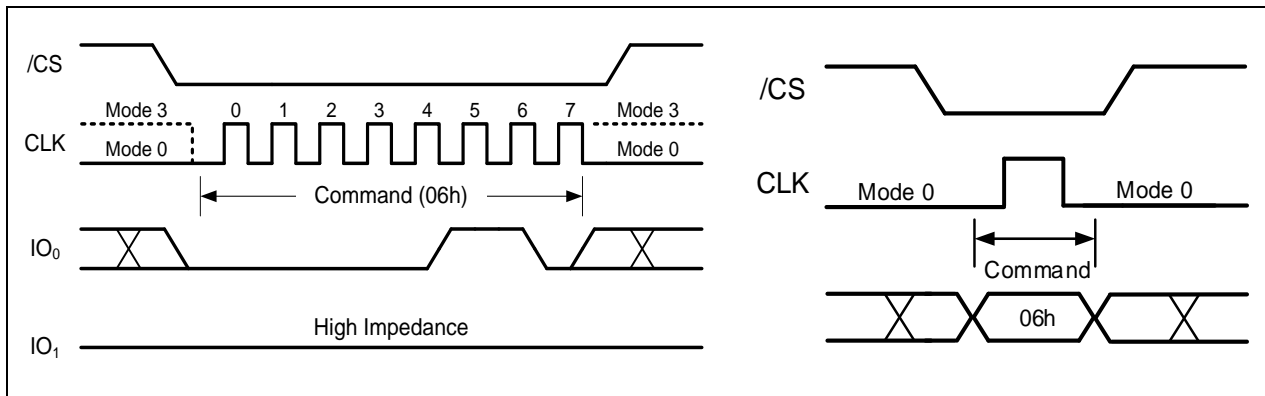 /CS
Mode 3 0 1 2 3 4 5 6 7 Mode 3
CLK
Mode 0 Mode 0
Command (06h)
IO0
High Impedance
IO1
/CS
CLK
Mode 0 Mode 0
Command
06h